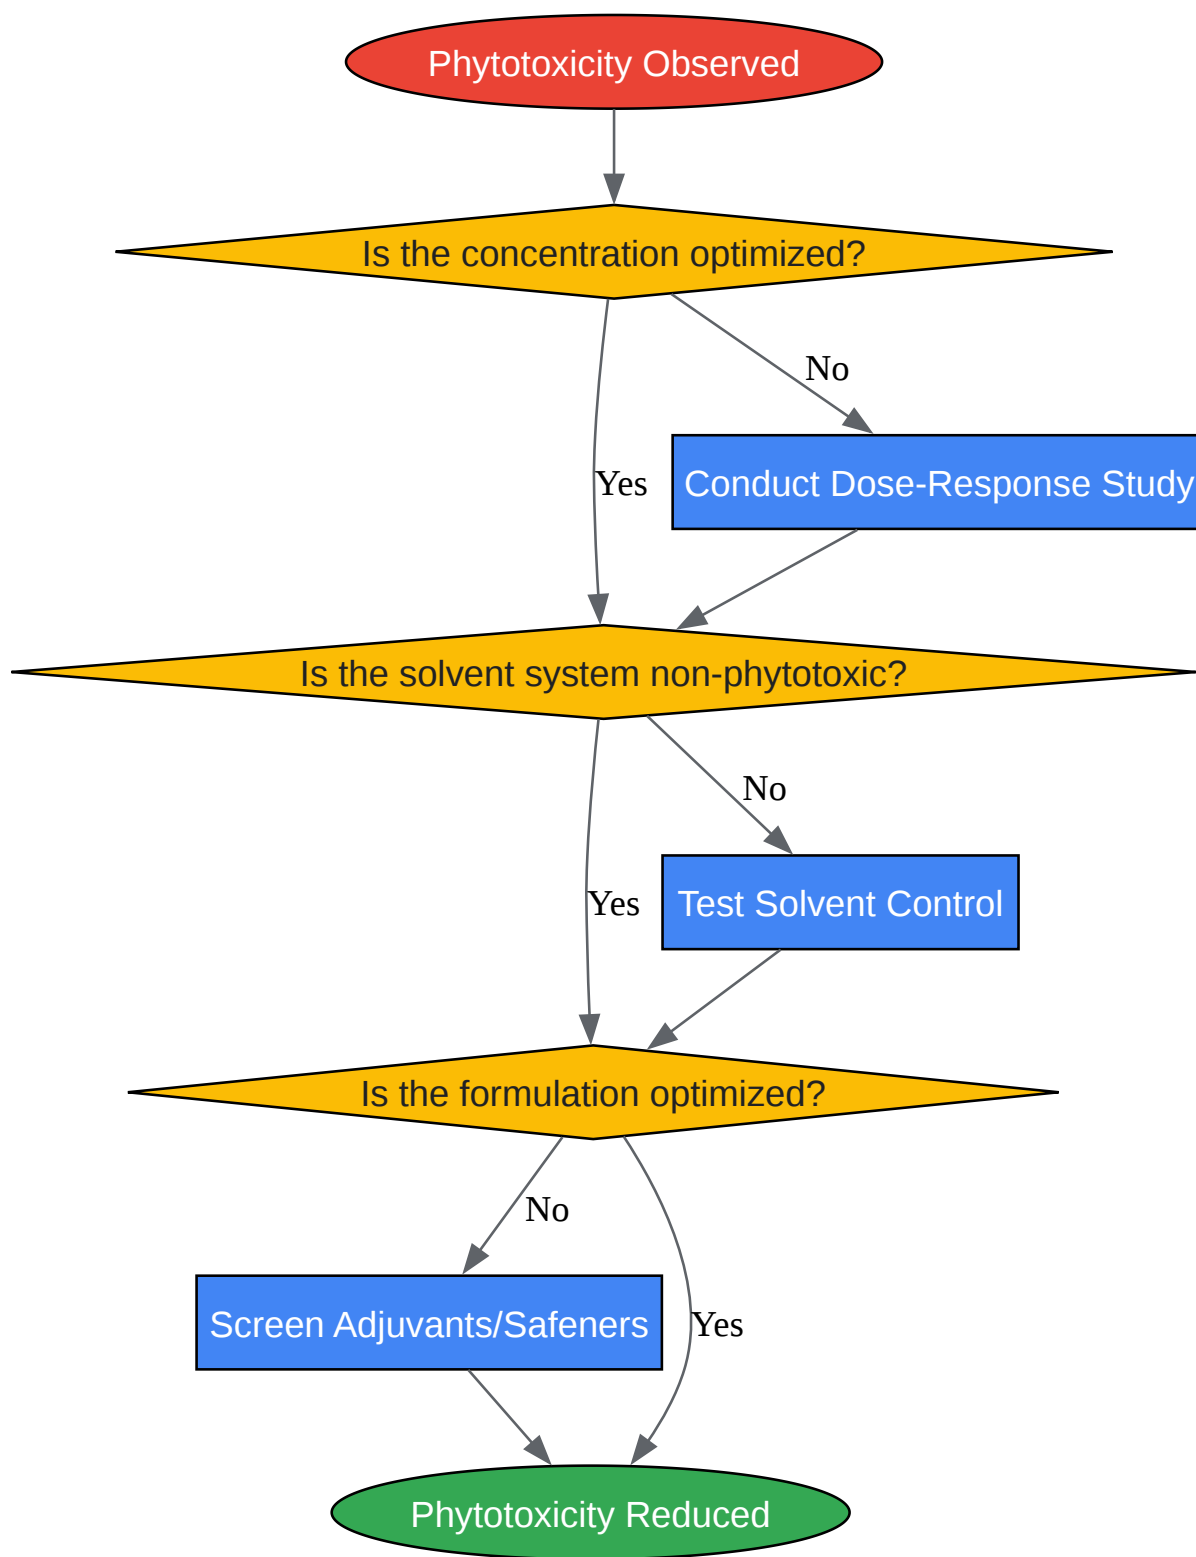 Phytotoxicity Observed
Is the concentration optimized?
No
Yes
Conduct Dose-Response Study
Is the solvent system non-phytotoxic?
No
Yes
Test Solvent Control
Is the formulation optimized?
No
Screen Adjuvants/Safeners
Yes
Phytotoxicity Reduced